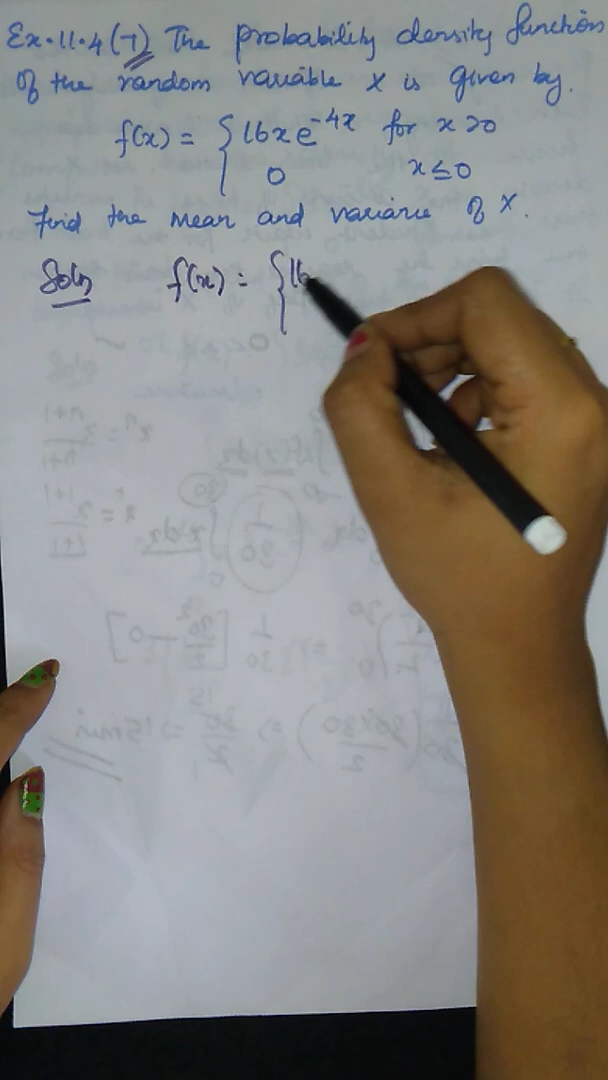 Ex.11.4 (7) The probability density function
of the random variable x is given by.
f(x) = { 16xe^-4x for x>0
0 x≤0
Find the mean and variance of x.
Soln f(x) = { 16